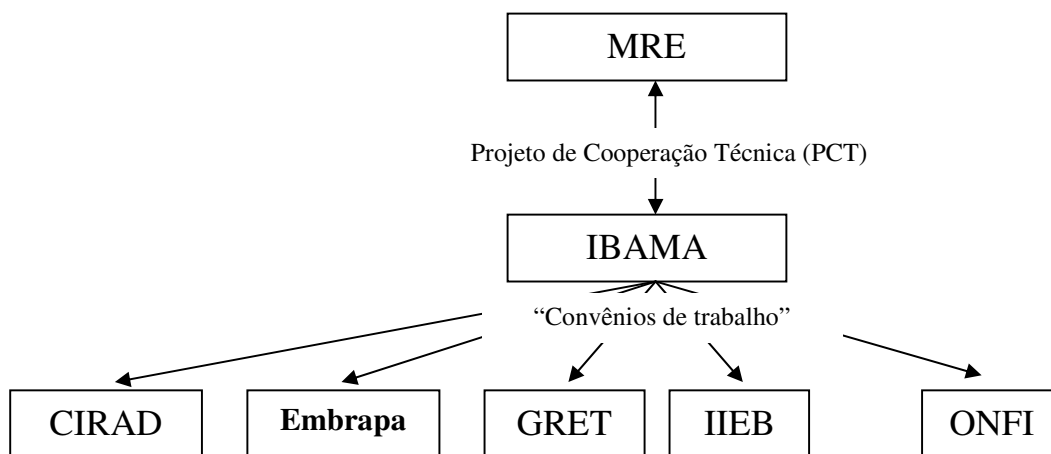 MRE
Projeto de Cooperação Técnica (PCT)
IBAMA
“Convênios de trabalho”
CIRAD
Embrapa
GRET
IIEB
ONFI